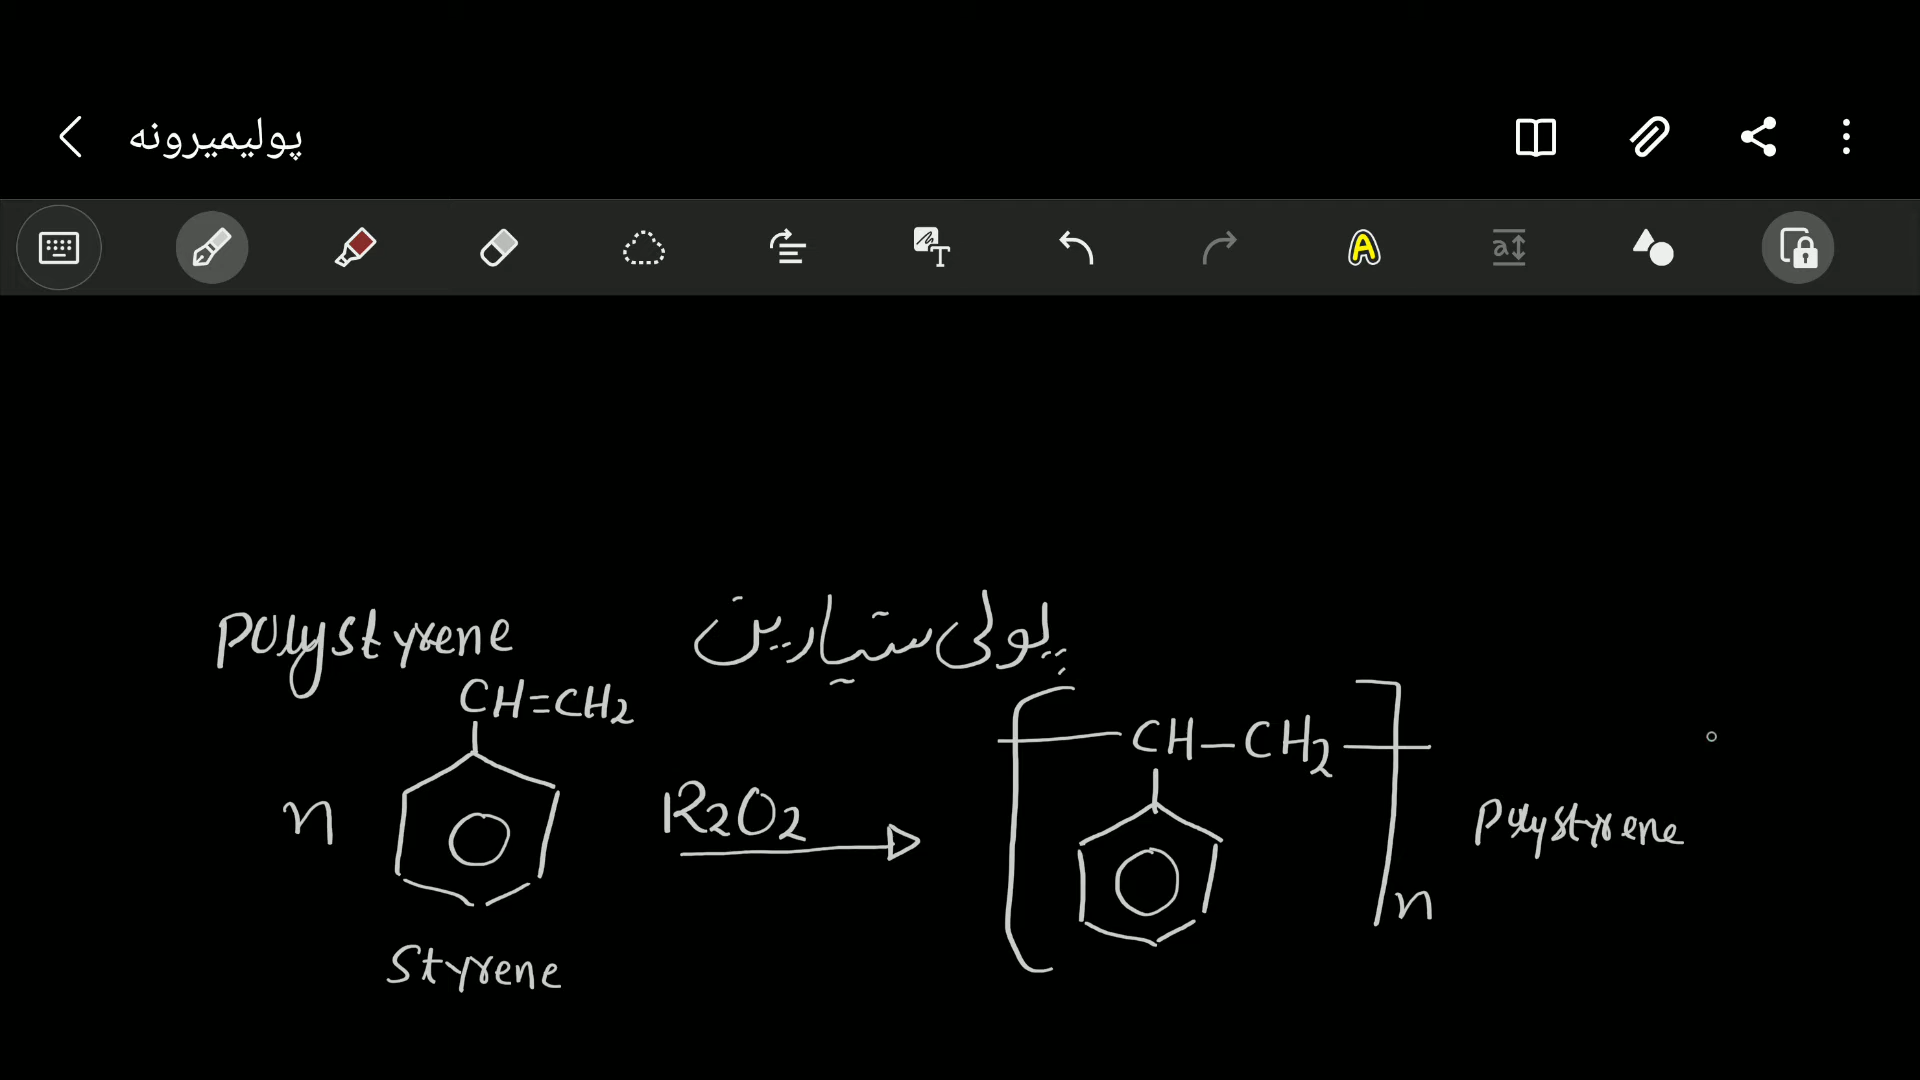 پولیمیرونه
polystyrene پولی ستیارین
CH=CH2
CH-CH2
n R2O2 polystyrene
n
styrene